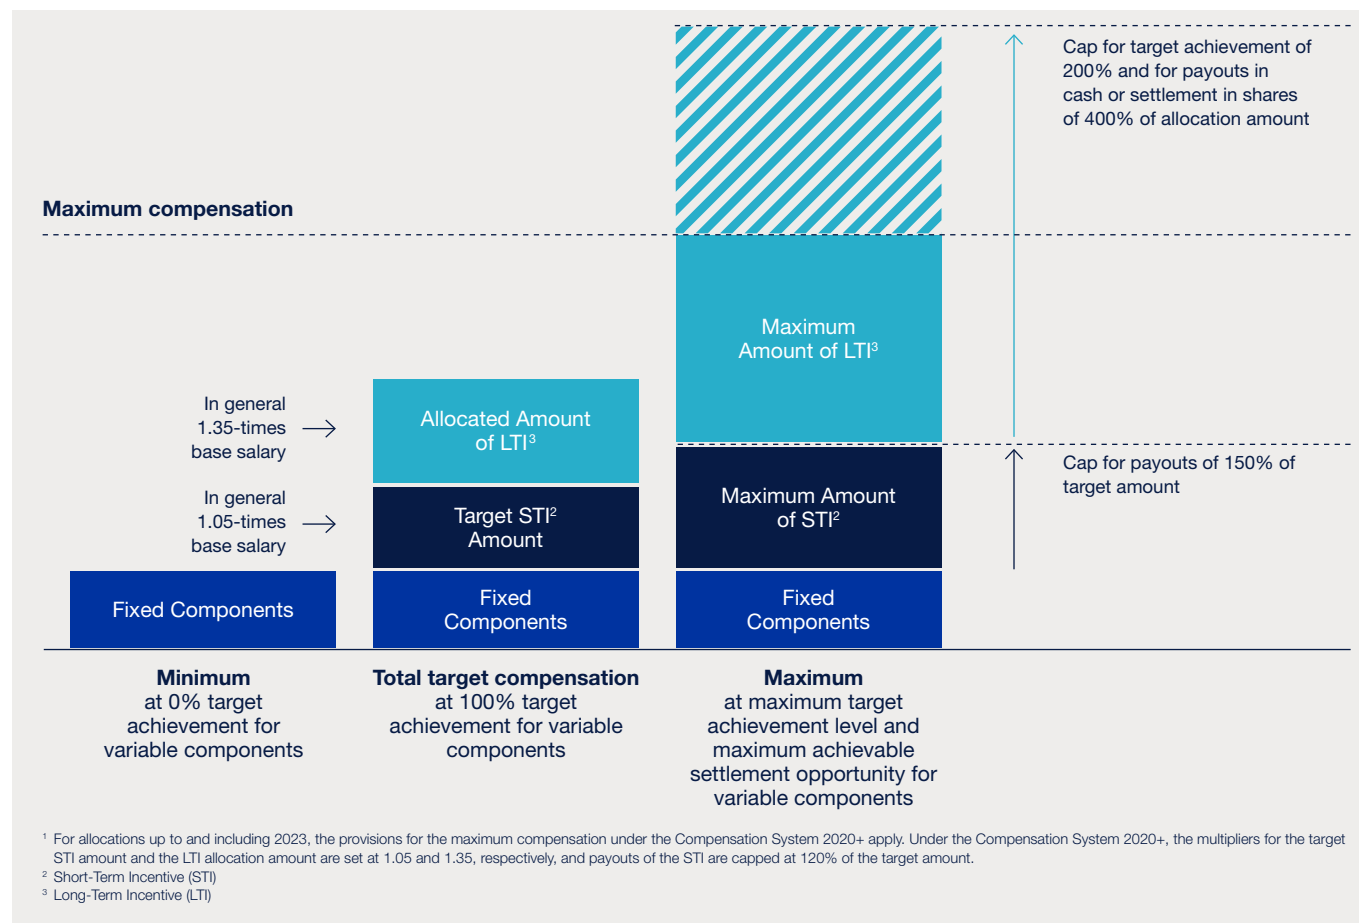 Cap for target achievement of
200% and for payouts in
cash or settlement in shares
of 400% of allocation amount
Maximum compensation
Maximum
Amount of LTI³
In general
1.35-times
base salary
Allocated Amount
of LTI³
Cap for payouts of 150% of
target amount
In general
1.05-times
base salary
Target STI²
Amount
Maximum Amount
of STI²
Fixed Components
Fixed
Components
Fixed
Components
Minimum
at 0% target
achievement for
variable components
Total target compensation
at 100% target
achievement for variable
components
Maximum
at maximum target
achievement level and
maximum achievable
settlement opportunity for
variable components
¹ For allocations up to and including 2023, the provisions for the maximum compensation under the Compensation System 2020+ apply. Under the Compensation System 2020+, the multipliers for the target
STI amount and the LTI allocation amount are set at 1.05 and 1.35, respectively, and payouts of the STI are capped at 120% of the target amount.
² Short-Term Incentive (STI)
³ Long-Term Incentive (LTI)